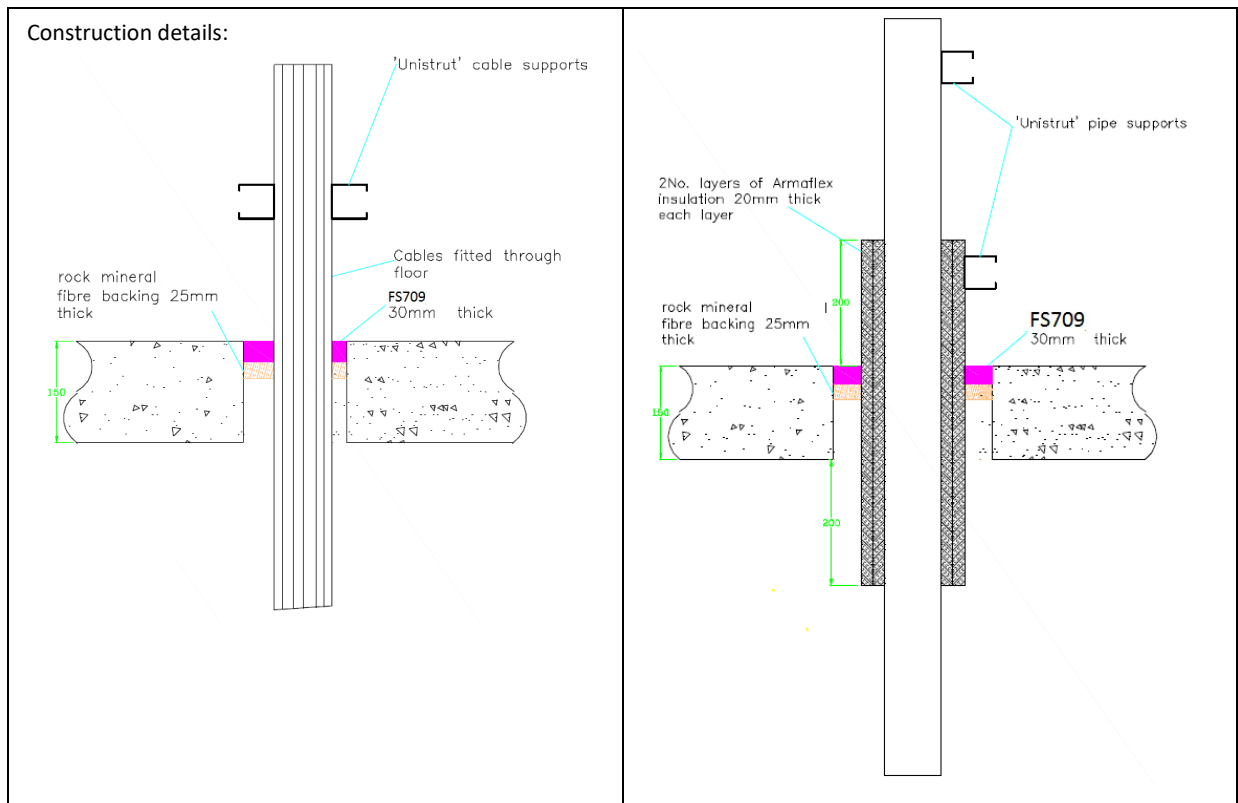 Construction details:
'Unistrut' cable supports
Cables fitted through
floor
rock mineral
fibre backing 25mm
thick
FS709
30mm thick
150
'Unistrut' pipe supports
2No. layers of Armaflex
insulation 20mm thick
each layer
200
rock mineral
fibre backing 25mm
thick
FS709
30mm thick
150
200